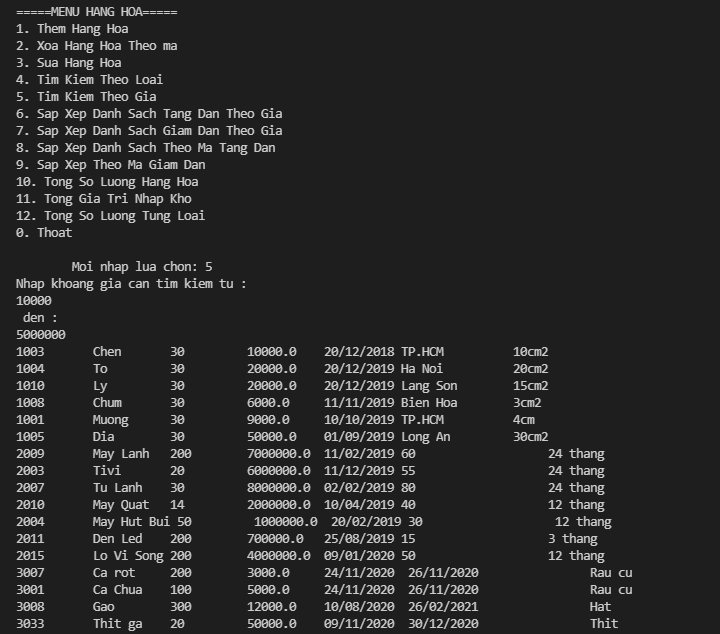 =====MENU HANG HOA=====
1. Them Hang Hoa
2. Xoa Hang Hoa Theo ma
3. Sua Hang Hoa
4. Tim Kiem Theo Loai
5. Tim Kiem Theo Gia
6. Sap Xep Danh Sach Tang Dan Theo Gia
7. Sap Xep Danh Sach Giam Dan Theo Gia
8. Sap Xep Danh Sach Theo Ma Tang Dan
9. Sap Xep Theo Ma Giam Dan
10. Tong So Luong Hang Hoa
11. Tong Gia Tri Nhap Kho
12. Tong So Luong Tung Loai
0. Thoat
Moi nhap lua chon: 5
Nhap khoang gia can tim kiem tu :
10000
den :
5000000
1003 Chen 30 10000.0 20/12/2018 TP.HCM 10cm2
1004 To 30 20000.0 20/12/2019 Ha Noi 20cm2
1010 Ly 30 20000.0 20/12/2019 Lang Son 15cm2
1008 Chum 30 6000.0 11/11/2019 Bien Hoa 3cm2
1001 Muong 30 9000.0 10/10/2019 TP.HCM 4cm
1005 Dia 30 50000.0 01/09/2019 Long An 30cm2
2009 May Lanh 200 7000000.0 11/02/2019 60 24 thang
2003 Tivi 20 6000000.0 11/12/2019 55 24 thang
2007 Tu Lanh 30 8000000.0 02/02/2019 80 24 thang
2010 May Quat 14 2000000.0 10/04/2019 40 12 thang
2004 May Hut Bui 50 1000000.0 20/02/2019 30 12 thang
2011 Den Led 200 700000.0 25/08/2019 15 3 thang
2015 Lo Vi Song 200 4000000.0 09/01/2020 50 12 thang
3007 Ca rot 200 3000.0 24/11/2020 26/11/2020 Rau cu
3001 Ca Chua 100 5000.0 24/11/2020 26/11/2020 Rau cu
3008 Gao 300 12000.0 10/08/2020 26/02/2021 Hat
3033 Thit ga 20 50000.0 09/11/2020 30/12/2020 Thit